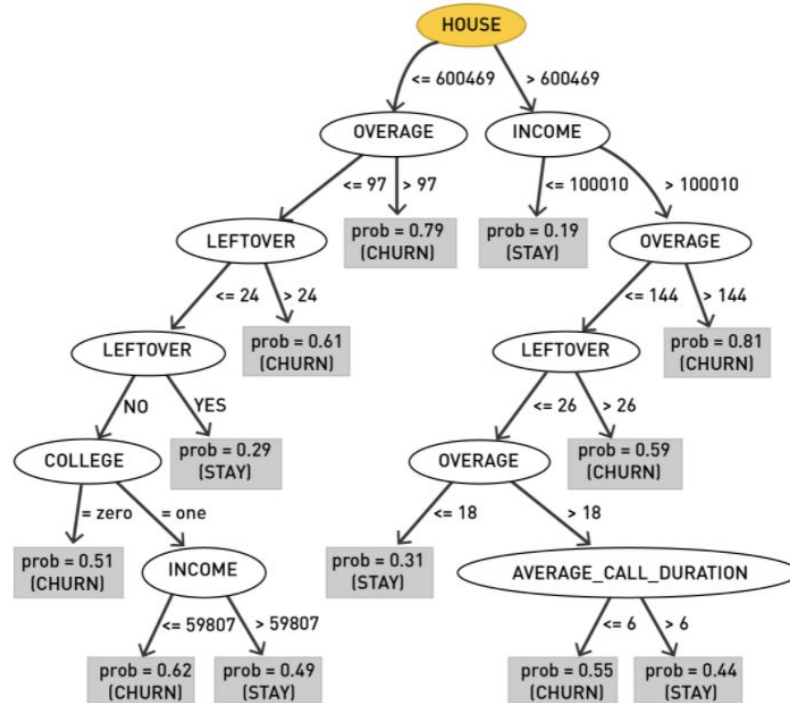 HOUSE
<= 600469
> 600469
OVERAGE
INCOME
<= 97
> 97
<= 100010
> 100010
LEFTOVER
prob = 0.79
(CHURN)
prob = 0.19
(STAY)
OVERAGE
<= 24
> 24
<= 144
> 144
LEFTOVER
prob = 0.61
(CHURN)
LEFTOVER
prob = 0.81
(CHURN)
NO
YES
<= 26
> 26
COLLEGE
prob = 0.29
(STAY)
OVERAGE
prob = 0.59
(CHURN)
= zero
= one
<= 18
> 18
prob = 0.51
(CHURN)
INCOME
prob = 0.31
(STAY)
AVERAGE_CALL_DURATION
<= 59807
> 59807
<= 6
> 6
prob = 0.62
(CHURN)
prob = 0.49
(STAY)
prob = 0.55
(CHURN)
prob = 0.44
(STAY)